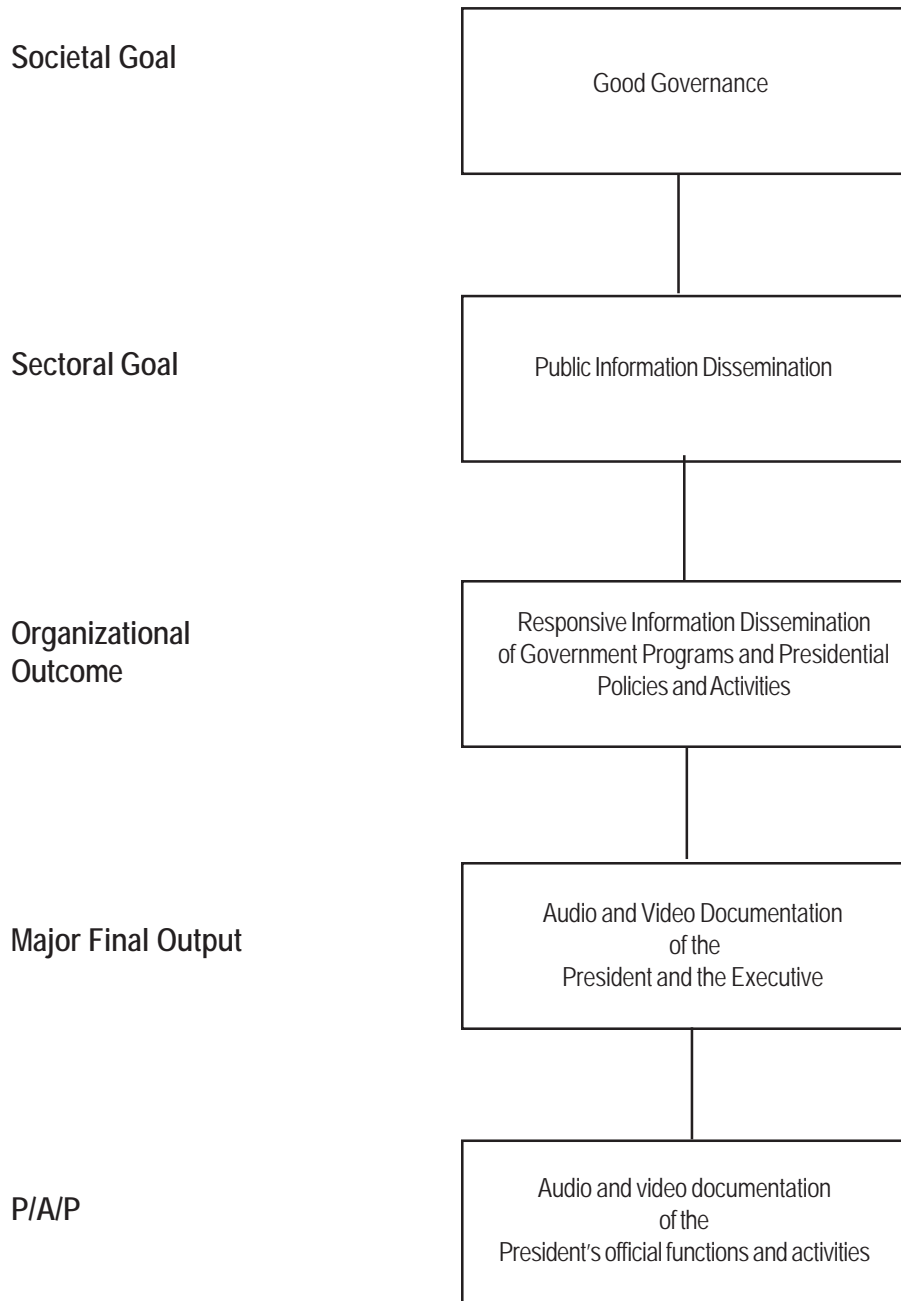 Societal Goal
Good Governance
Sectoral Goal
Public Information Dissemination
Organizational
Outcome
Responsive Information Dissemination
of Government Programs and Presidential
Policies and Activities
Major Final Output
Audio and Video Documentation
of the
President and the Executive
P/A/P
Audio and video documentation
of the
President's official functions and activities